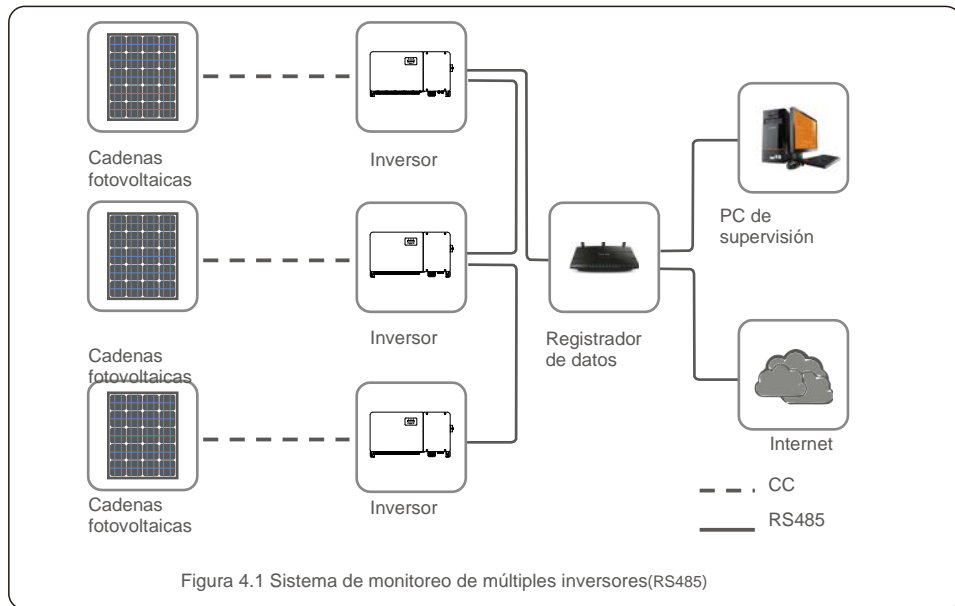 Cadenas
fotovoltaicas
Inversor
PC de
supervisión
Cadenas
fotovoltaicas
Inversor
Registrador
de datos
Internet
Cadenas
fotovoltaicas
Inversor
CC
RS485
Figura 4.1 Sistema de monitoreo de múltiples inversores(RS485)